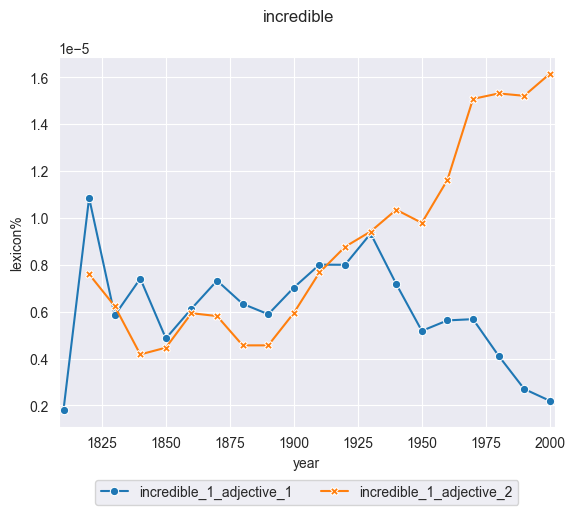 incredible
1e−5
1.6
1.4
1.2
1.0
0.8
0.6
0.4
0.2
lexicon%
1825 1850 1875 1900 1925 1950 1975 2000
year
incredible_1_adjective_1 incredible_1_adjective_2